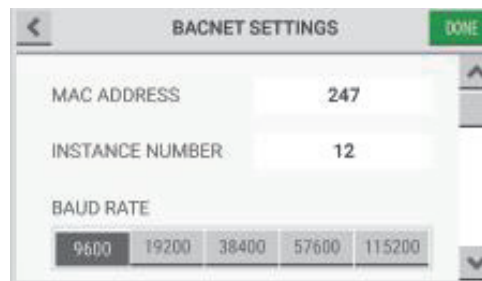 BACNET SETTINGS DONE
MAC ADDRESS 247
INSTANCE NUMBER 12
BAUD RATE
9600 19200 38400 57600 115200